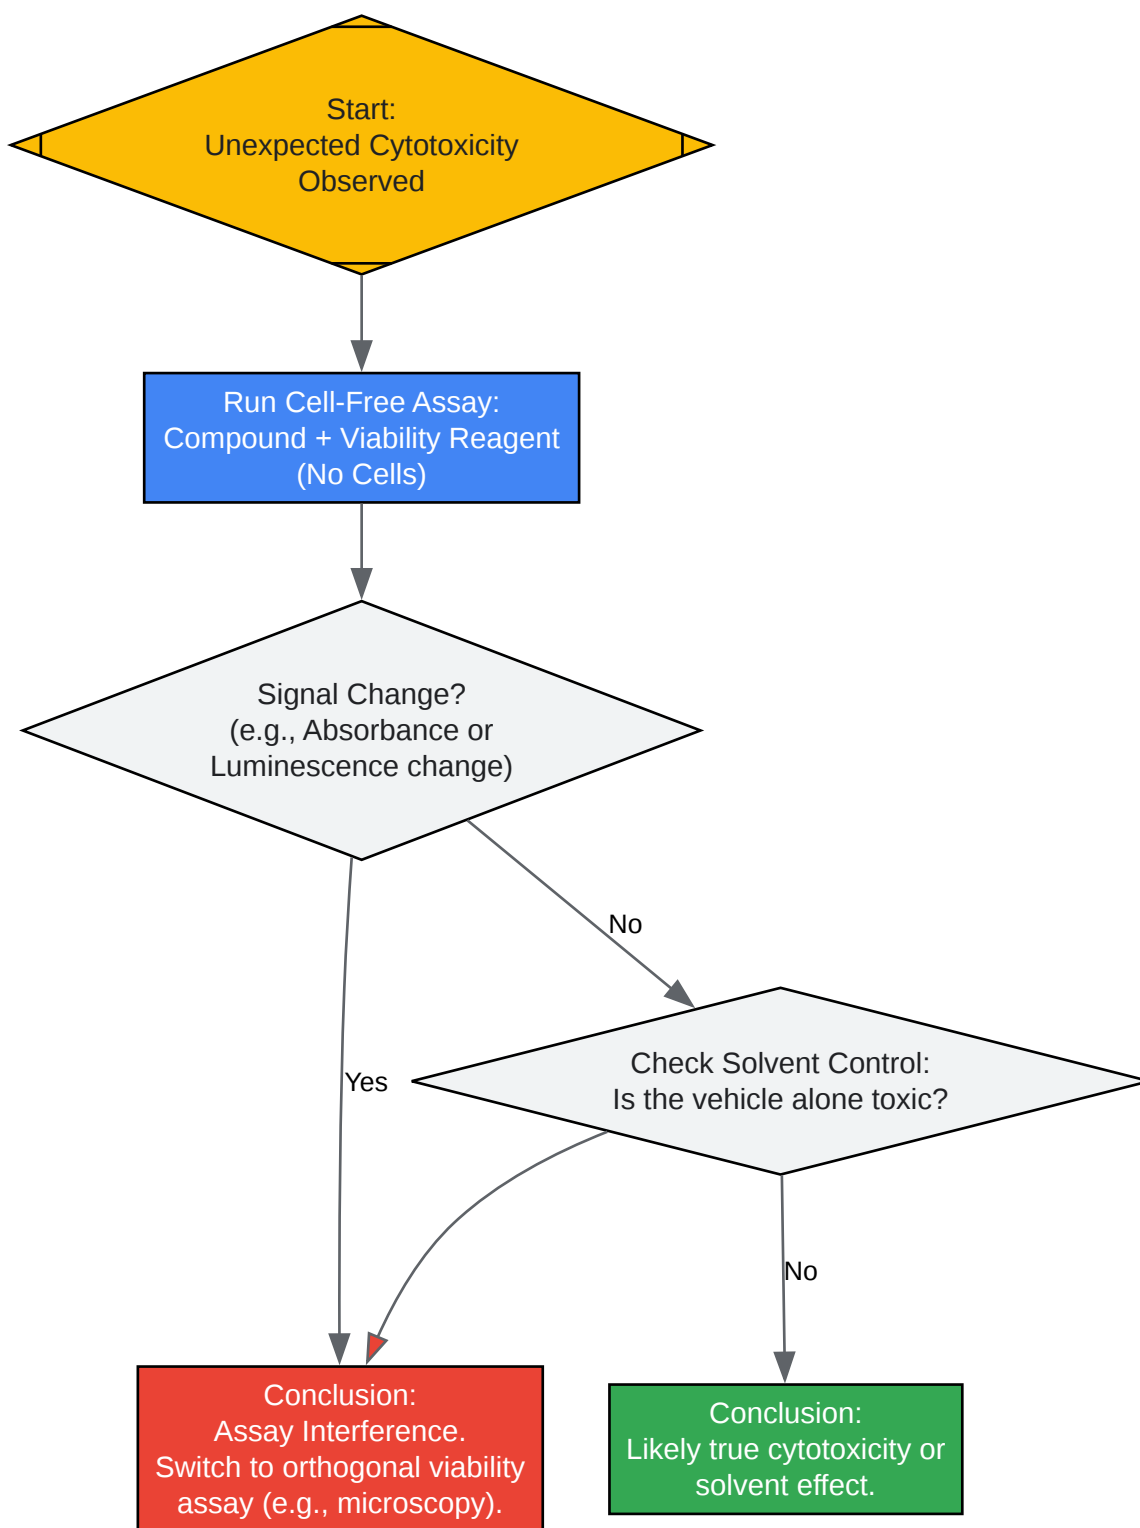 Start:
Unexpected Cytotoxicity
Observed
Run Cell-Free Assay:
Compound + Viability Reagent
(No Cells)
Signal Change?
(e.g., Absorbance or
Luminescence change)
No
Yes
Check Solvent Control:
Is the vehicle alone toxic?
No
Conclusion:
Assay Interference.
Switch to orthogonal viability
assay (e.g., microscopy).
Conclusion:
Likely true cytotoxicity or
solvent effect.